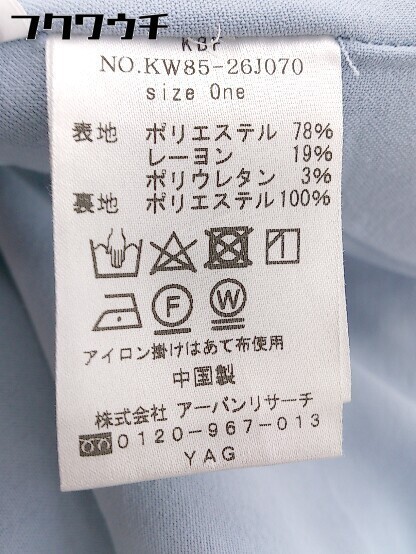 フクワウチ
KBF
NO.KW85-26J070
size One
表地 ポリエステル 78%
レーヨン 19%
ポリウレタン 3%
裏地 ポリエステル 100%
F W
アイロン掛けはあて布使用
中国製
株式会社 アーバンリサーチ
0120-967-013
YAG